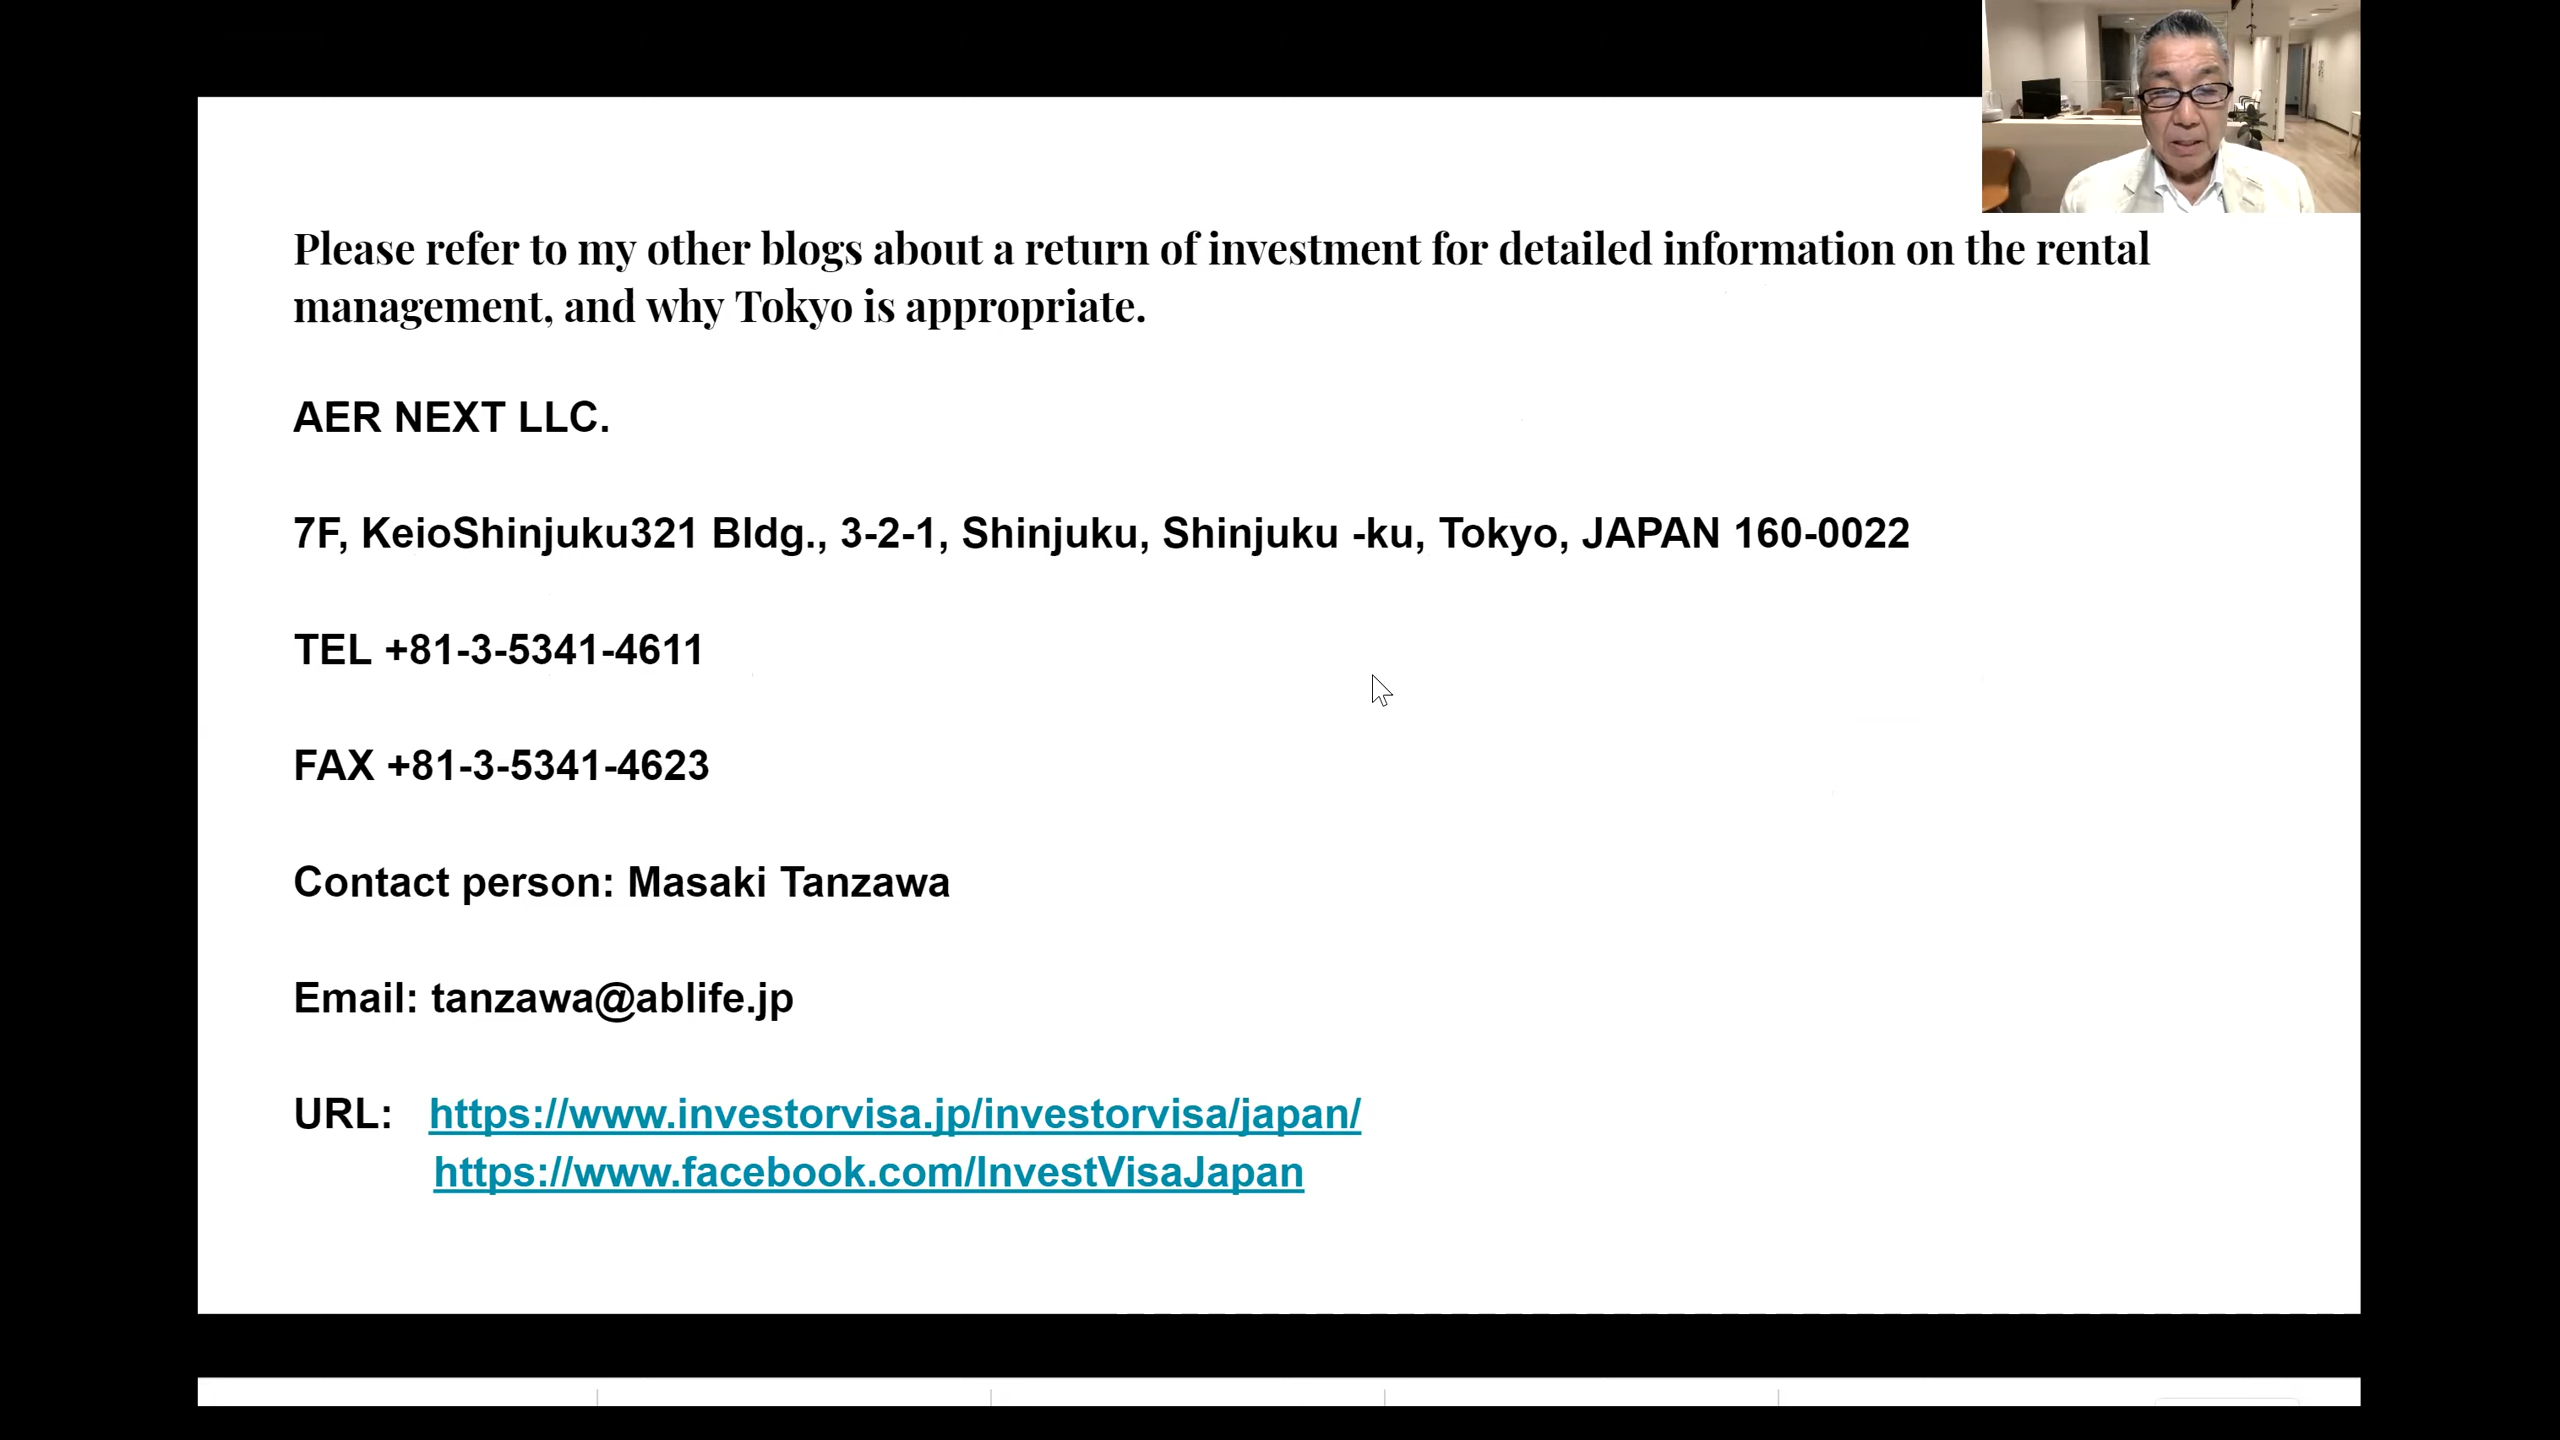 Please refer to my other blogs about a return of investment for detailed information on the rental
management, and why Tokyo is appropriate.
AER NEXT LLC.
7F, KeioShinjuku321 Bldg., 3-2-1, Shinjuku, Shinjuku -ku, Tokyo, JAPAN 160-0022
TEL +81-3-5341-4611
FAX +81-3-5341-4623
Contact person: Masaki Tanzawa
Email: tanzawa@ablife.jp
URL: https://www.investorvisa.jp/investorvisa/japan/
https://www.facebook.com/InvestVisaJapan